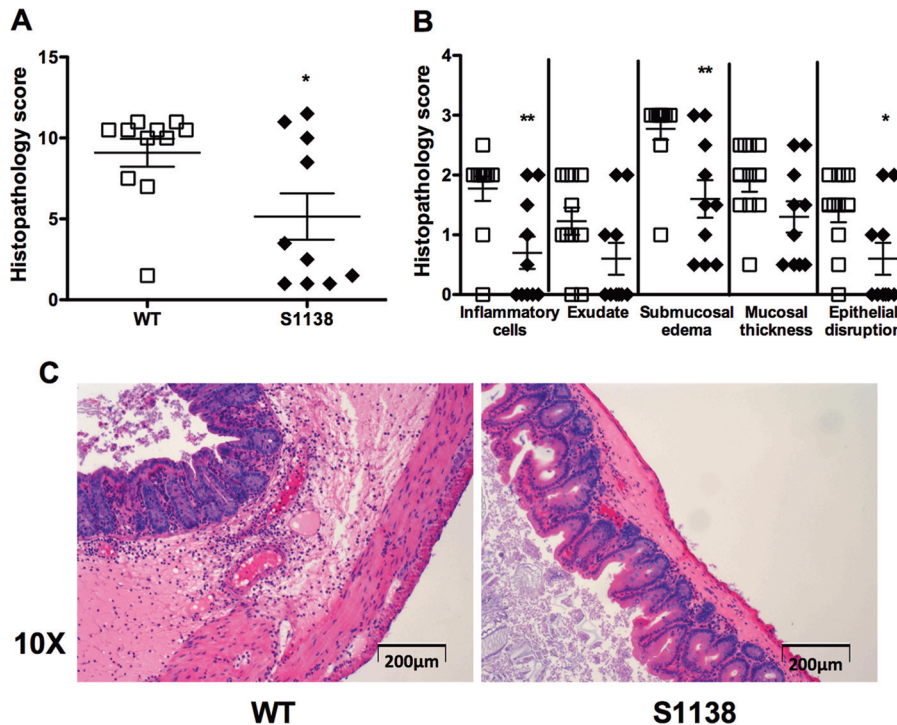 A
Histopathology score
15
10
5
0
*
WT
S1138
B
Histopathology score
4
3
2
1
0
**
**
*
Inflammatory
cells
Exudate
Submucosal
edema
Mucosal
thickness
Epithelial
disruption
C
10X
200µm
200µm
WT
S1138